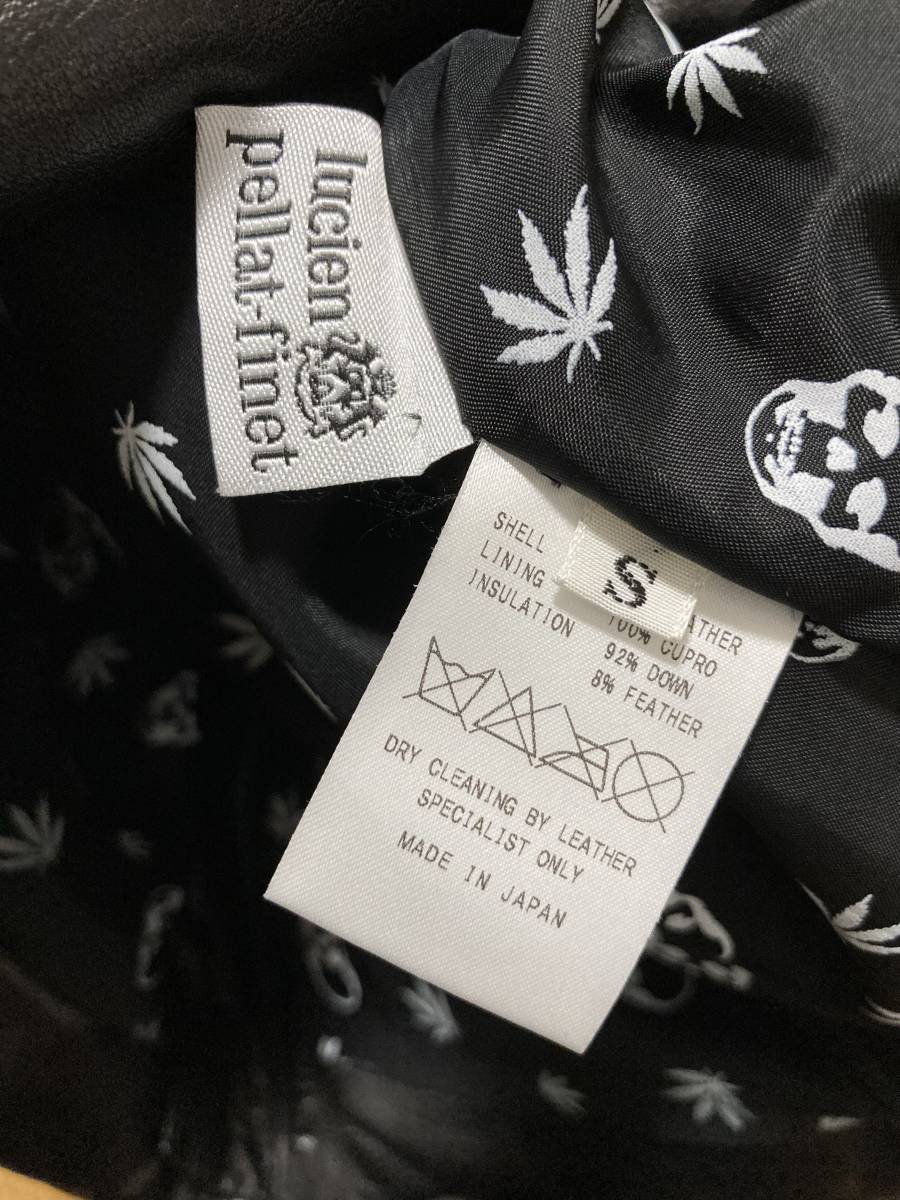 lucien
pellat-finet
S
SHELL
LINING 100% CUPRO
INSULATION 92% DOWN
8% FEATHER
DRY CLEANING BY LEATHER
SPECIALIST ONLY
MADE IN JAPAN